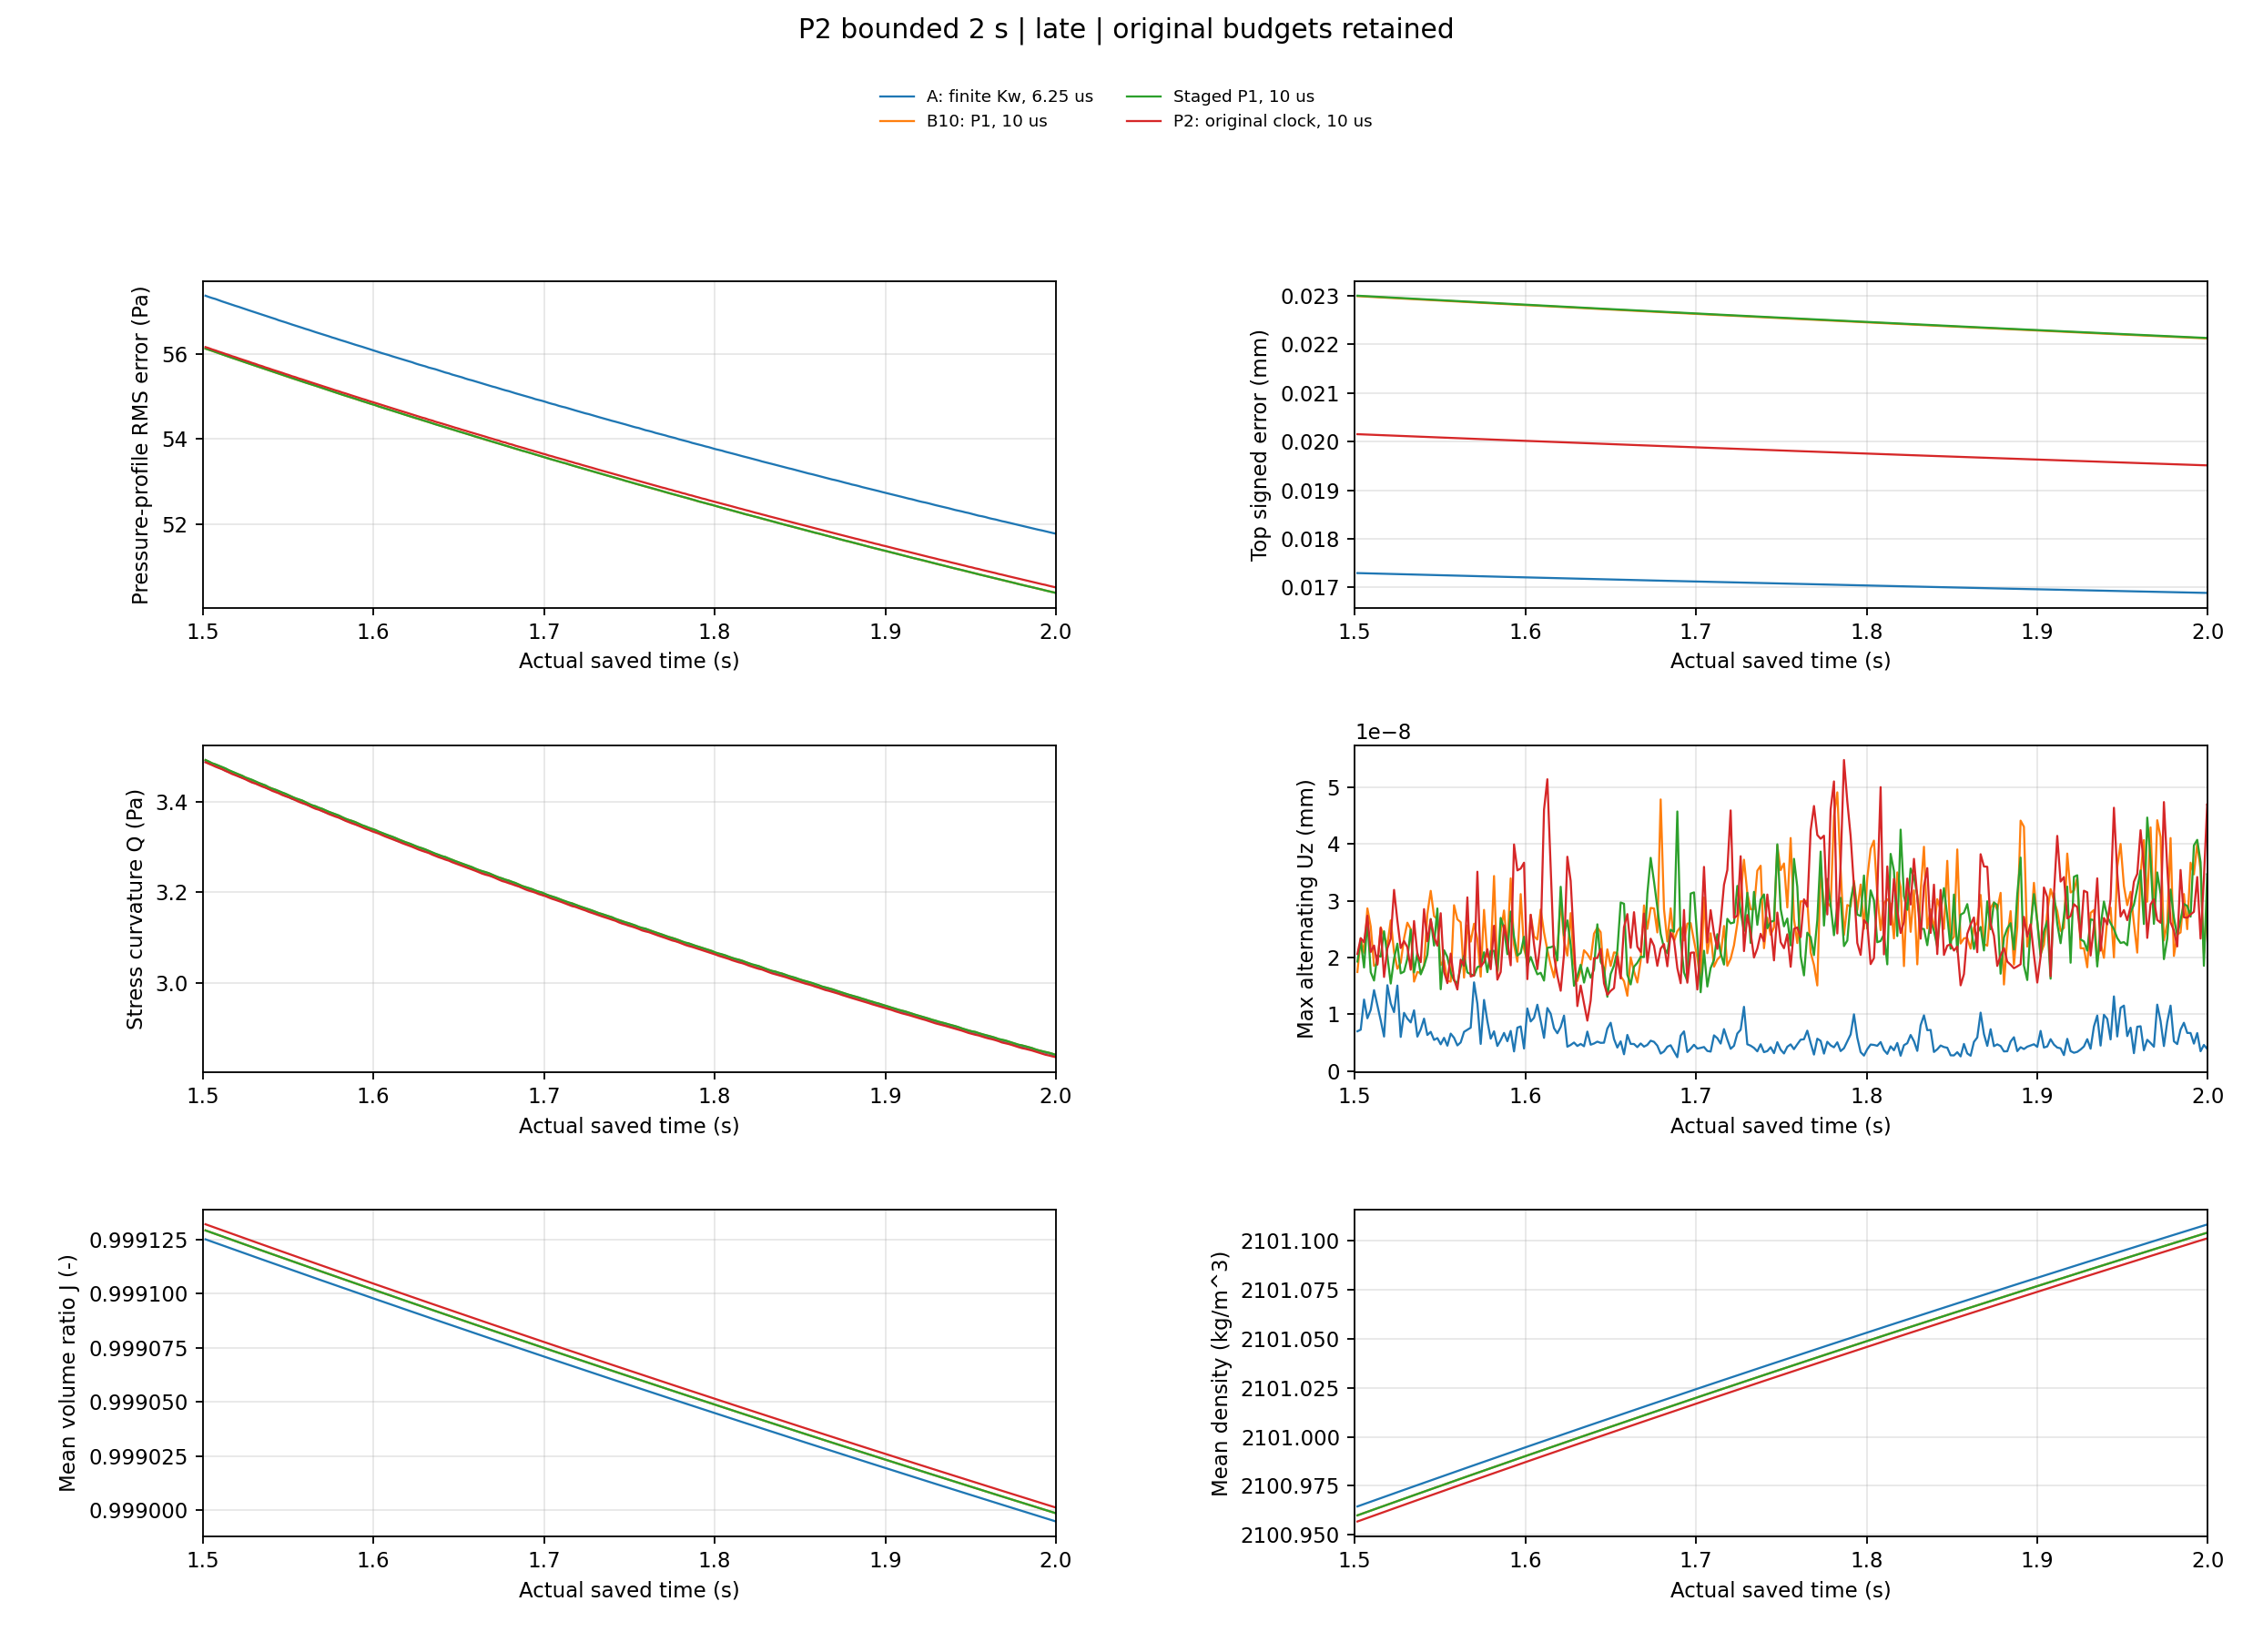 P2 bounded 2 s | late | original budgets retained
A: finite Kw, 6.25 us
B10: P1, 10 us
Staged P1, 10 us
P2: original clock, 10 us
Pressure-profile RMS error (Pa)
56
54
52
1.5 1.6 1.7 1.8 1.9 2.0
Actual saved time (s)
Top signed error (mm)
0.023
0.022
0.021
0.020
0.019
0.018
0.017
1.5 1.6 1.7 1.8 1.9 2.0
Actual saved time (s)
Stress curvature Q (Pa)
3.4
3.2
3.0
1.5 1.6 1.7 1.8 1.9 2.0
Actual saved time (s)
1e−8
Max alternating Uz (mm)
5
4
3
2
1
0
1.5 1.6 1.7 1.8 1.9 2.0
Actual saved time (s)
Mean volume ratio J (-)
0.999125
0.999100
0.999075
0.999050
0.999025
0.999000
1.5 1.6 1.7 1.8 1.9 2.0
Actual saved time (s)
Mean density (kg/m^3)
2101.100
2101.075
2101.050
2101.025
2101.000
2100.975
2100.950
1.5 1.6 1.7 1.8 1.9 2.0
Actual saved time (s)